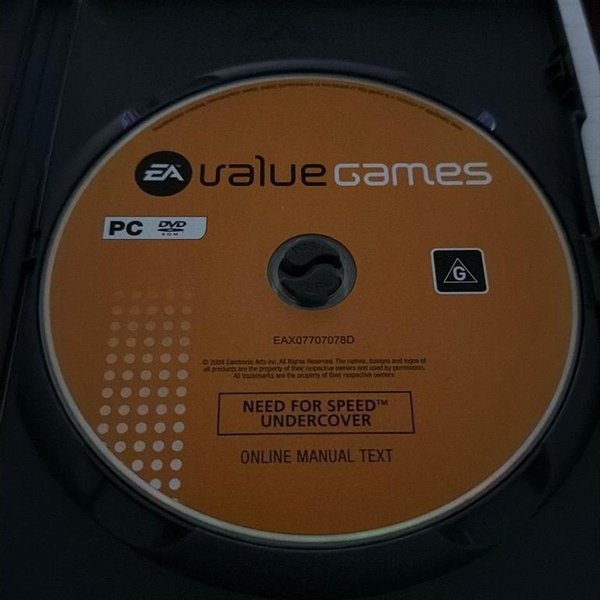 EA value GAMES
PC DVD ROM
G
EAX07707078D
© 2008 Electronic Arts Inc. All Rights Reserved. The names, designs and logos of
all products are the property of their respective owners and used by permission.
All trademarks are the property of their respective owners.
NEED FOR SPEED™
UNDERCOVER
ONLINE MANUAL TEXT